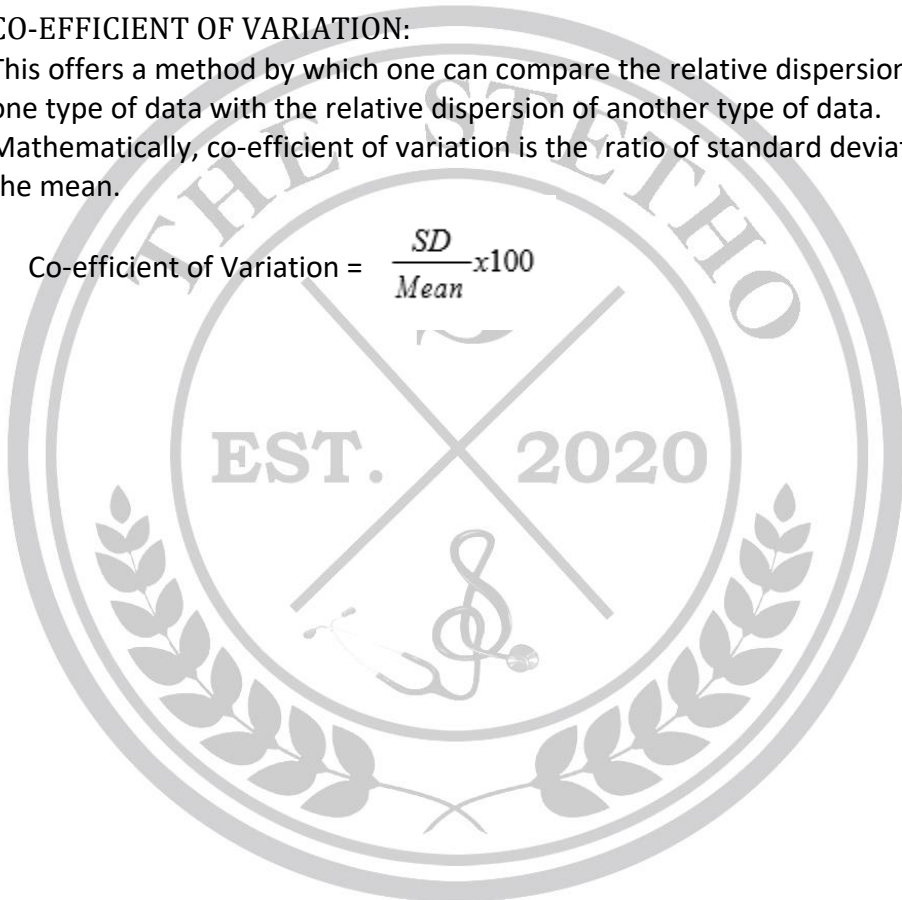 CO-EFFICIENT OF VARIATION:
This offers a method by which one can compare the relative dispersion
one type of data with the relative dispersion of another type of data.
Mathematically, co-efficient of variation is the ratio of standard deviat
the mean.
Co-efficient of Variation = SD/Mean x100
THE STETHO
EST. 2020